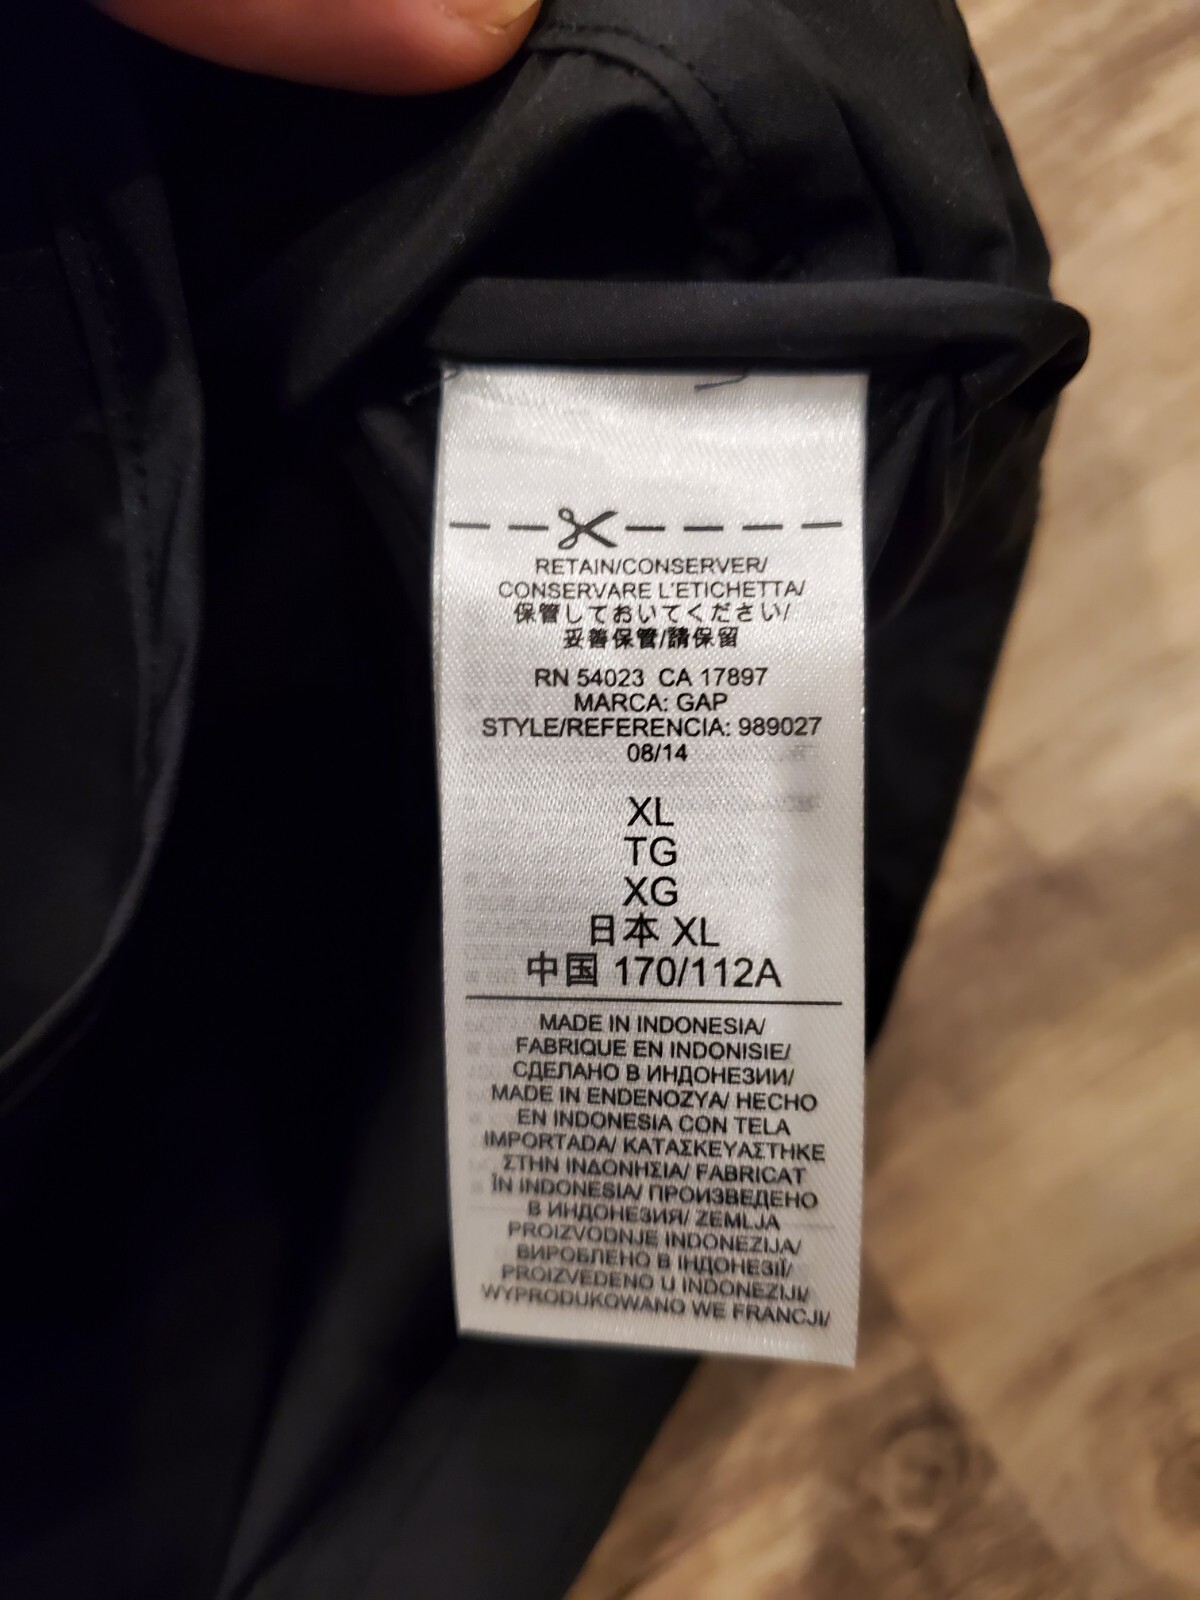 RETAIN/CONSERVER/
CONSERVARE L'ETICHETTA/
保管しておいてください/
妥善保管/請保留
RN 54023 CA 17897
MARCA: GAP
STYLE/REFERENCIA: 989027
08/14
XL
TG
XG
日本 XL
中国 170/112A
MADE IN INDONESIA/
FABRIQUE EN INDONISIE/
СДЕЛАНО В ИНДОНЕЗИИ/
MADE IN ENDENOZYA/ HECHO
EN INDONESIA CON TELA
IMPORTADA/ ΚΑΤΑΣΚΕΥΑΣΤΗΚΕ
ΣΤΗΝ ΙΝΔΟΝΗΣΙΑ/ FABRICAT
ÎN INDONESIA/ ПРОИЗВЕДЕНО
В ИНДОНЕЗИЯ/ ZEMLJA
PROIZVODNJE INDONEZIJA/
ВИРОБЛЕНО В ІНДОНЕЗІЇ/
PROIZVEDENO U INDONEZIJI/
WYPRODUKOWANO WE FRANCJI/